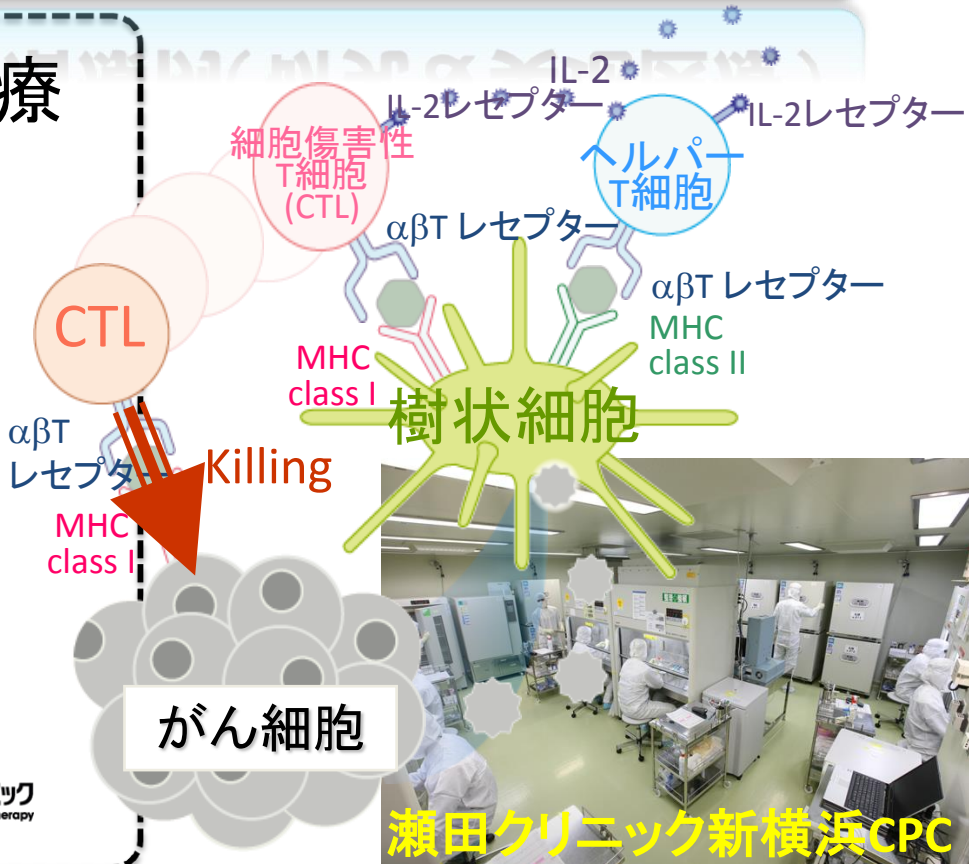 療
IL-2
IL-2レセプター
IL-2レセプター
細胞傷害性
T細胞
(CTL)
ヘルパー
T細胞
αβT レセプター
αβT レセプター
CTL
MHC
class II
MHC
class I
樹状細胞
αβT
レセプター
Killing
MHC
class I
がん細胞
ック
erapy
瀬田クリニック新横浜CPC